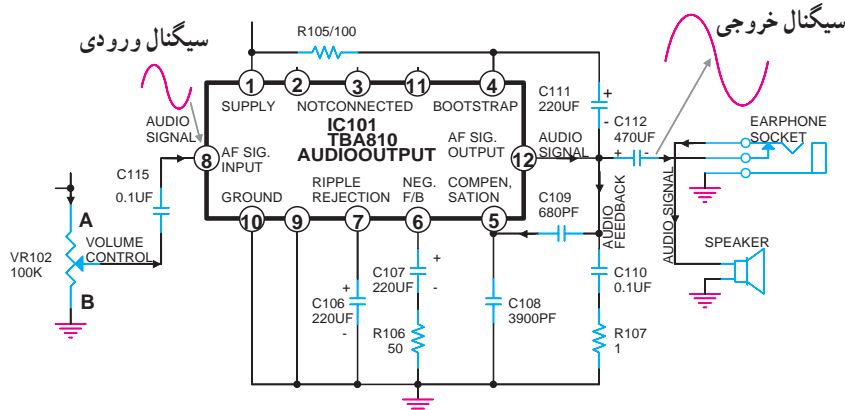 سیگنال ورودی
سیگنال خروجی
R105/100
1
2
3
11
4
SUPPLY
NOTCONNECTED
BOOTSTRAP
C111
220UF
+
-
C112
470UF
+
-
EARPHONE
SOCKET
AUDIO
SIGNAL
8
AF SIG.
INPUT
IC101
TBA810
AUDIOOUTPUT
AF SIG.
OUTPUT
12
AUDIO
SIGNAL
C115
0.1UF
GROUND
RIPPLE
REJECTION
NEG.
F/B
COMPEN,
SATION
10
9
7
6
5
C109
680PF
AUDIO
FEEDBACK
AUDIO SIGNAL
SPEAKER
A
VOLUME
CONTROL
VR102
100K
B
C106
220UF
+
-
C107
220UF
+
-
R106
50
C108
3900PF
C110
0.1UF
R107
1